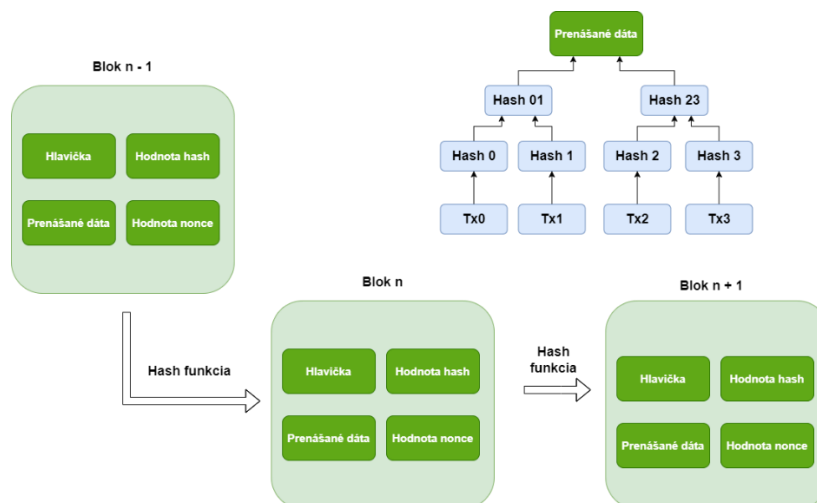 Prenášané dáta
Blok n - 1
Hash 01
Hash 23
Hlavička
Hodnota hash
Hash 0
Hash 1
Hash 2
Hash 3
Prenášané dáta
Hodnota nonce
Tx0
Tx1
Tx2
Tx3
Blok n
Blok n + 1
Hash funkcia
Hash
funkcia
Hlavička
Hodnota hash
Hlavička
Hodnota hash
Prenášané dáta
Hodnota nonce
Prenášané dáta
Hodnota nonce